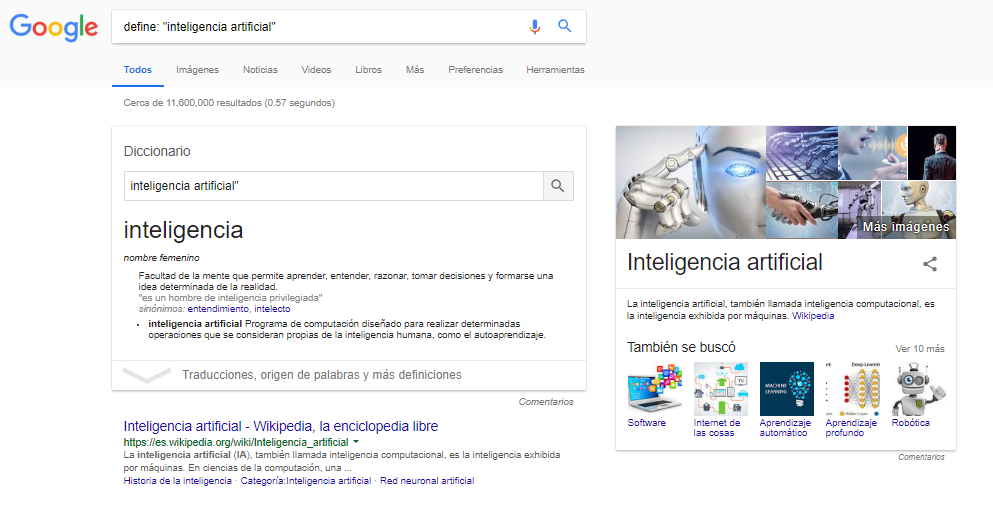 Google
define: "inteligencia artificial"
Todos Imágenes Noticias Videos Libros Más Preferencias Herramientas
Cerca de 11,600,000 resultados (0.57 segundos)
Diccionario
inteligencia artificial"
inteligencia
nombre femenino
Facultad de la mente que permite aprender, entender, razonar, tomar decisiones y formarse una
idea determinada de la realidad.
"es un hombre de inteligencia privilegiada"
sinónimos: entendimiento, intelecto
• inteligencia artificial Programa de computación diseñado para realizar determinadas
operaciones que se consideran propias de la inteligencia humana, como el autoaprendizaje.
Traducciones, origen de palabras y más definiciones
Comentarios
Inteligencia artificial - Wikipedia, la enciclopedia libre
https://es.wikipedia.org/wiki/Inteligencia_artificial
La inteligencia artificial (IA), también llamada inteligencia computacional, es la inteligencia exhibida
por máquinas. En ciencias de la computación, una ...
Historia de la inteligencia · Categoría:Inteligencia artificial · Red neuronal artificial
Más imágenes
Inteligencia artificial
La inteligencia artificial, también llamada inteligencia computacional, es
la inteligencia exhibida por máquinas. Wikipedia
También se buscó
Ver 10 más
TV
MACHINE
LEARNING
Deep Learni
Software
Internet de
las cosas
Aprendizaje
automático
Aprendizaje
profundo
Robótica
Comentarios